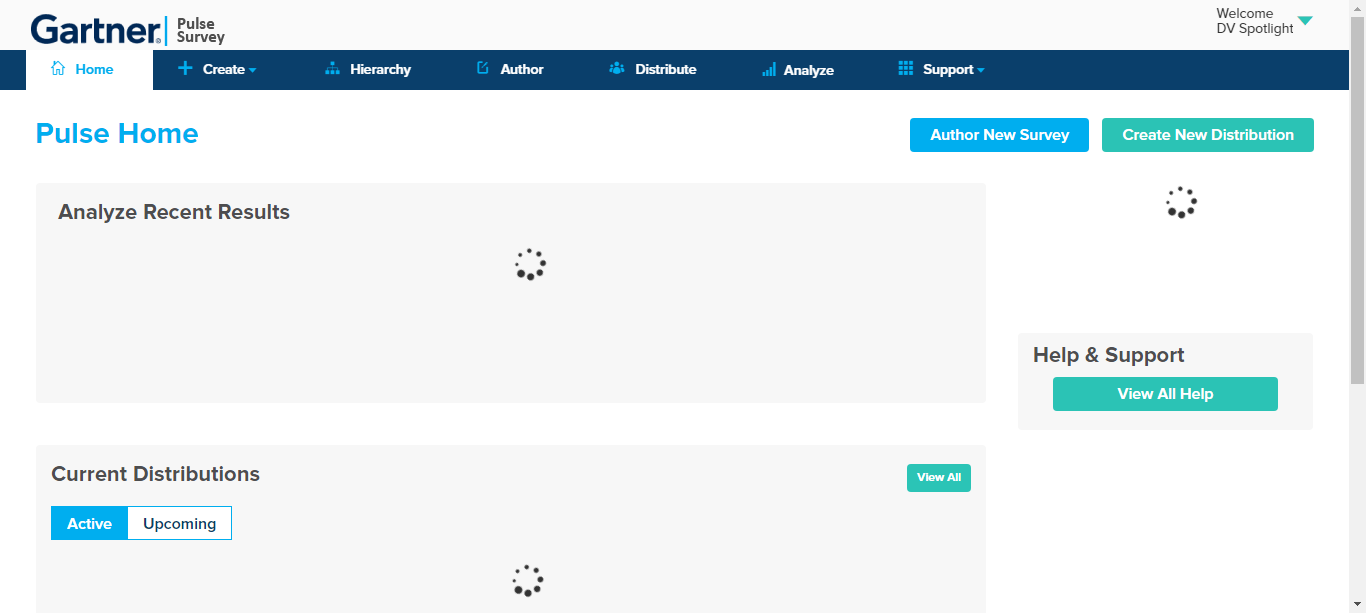 Gartner® Pulse Survey
Welcome
DV Spotlight
Home Create Hierarchy Author Distribute Analyze Support
Pulse Home
Author New Survey Create New Distribution
Analyze Recent Results
Help & Support
View All Help
Current Distributions
View All
Active Upcoming